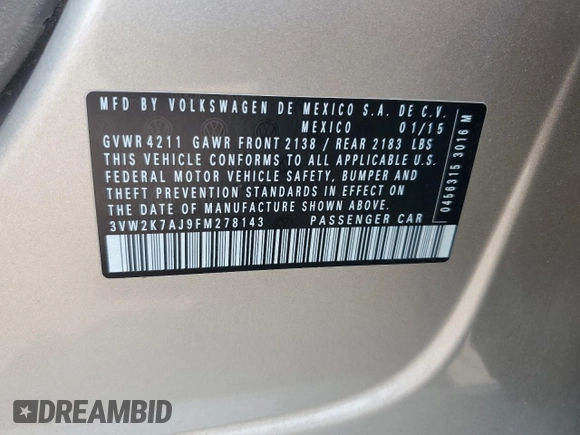 MFD BY VOLKSWAGEN DE MEXICO S.A. DE C.V.
MEXICO 01/15
GVWR 4211 GAWR FRONT 2138 / REAR 2183 LBS
THIS VEHICLE CONFORMS TO ALL APPLICABLE U.S.
FEDERAL MOTOR VEHICLE SAFETY, BUMPER AND
THEFT PREVENTION STANDARDS IN EFFECT ON
THE DATE OF MANUFACTURE SHOWN ABOVE.
3VW2K7AJ9FM278143 PASSENGER CAR
0456315 3016 M
DREAMBID